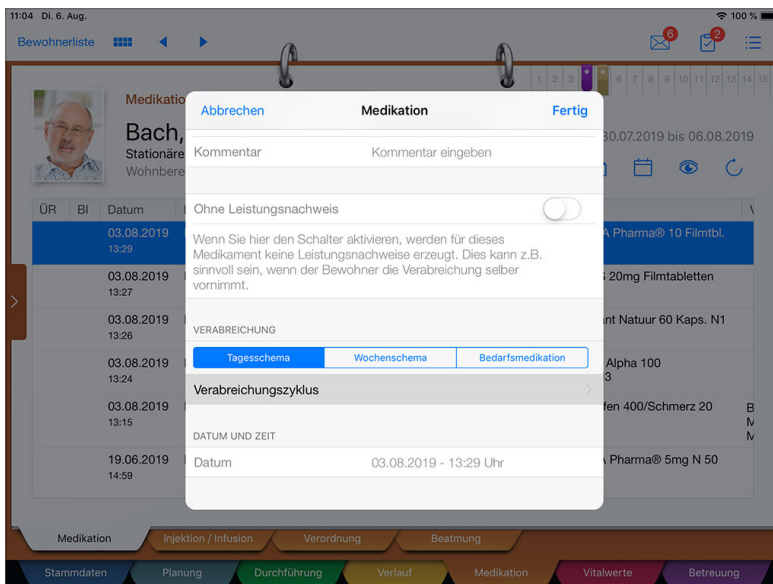 11:04 Di. 6. Aug. 100 %
Bewohnerliste 6 2
1 2 3 6 7 8 9 10 11 12 13 14 15
Medikatio
Bach,
Stationäre
Wohnbere
30.07.2019 bis 06.08.2019
Abbrechen Medikation Fertig
Kommentar Kommentar eingeben
Ohne Leistungsnachweis
Wenn Sie hier den Schalter aktivieren, werden für dieses
Medikament keine Leistungsnachweise erzeugt. Dies kann z.B.
sinnvoll sein, wenn der Bewohner die Verabreichung selber
vornimmt.
VERABREICHUNG
Tagesschema Wochenschema Bedarfsmedikation
Verabreichungszyklus
DATUM UND ZEIT
Datum 03.08.2019 - 13:29 Uhr
ÜR BI Datum
03.08.2019 A Pharma® 10 Filmtbl.
13:29
03.08.2019 20mg Filmtabletten
13:27
03.08.2019 nt Natuur 60 Kaps. N1
13:26
03.08.2019 Alpha 100
13:24 3
03.08.2019 fen 400/Schmerz 20 B
13:15 M
M
19.06.2019 Pharma® 5mg N 50
14:59
Medikation Injektion / Infusion Verordnung Beatmung
Stammdaten Planung Durchführung Verlauf Medikation Vitalwerte Betreuung